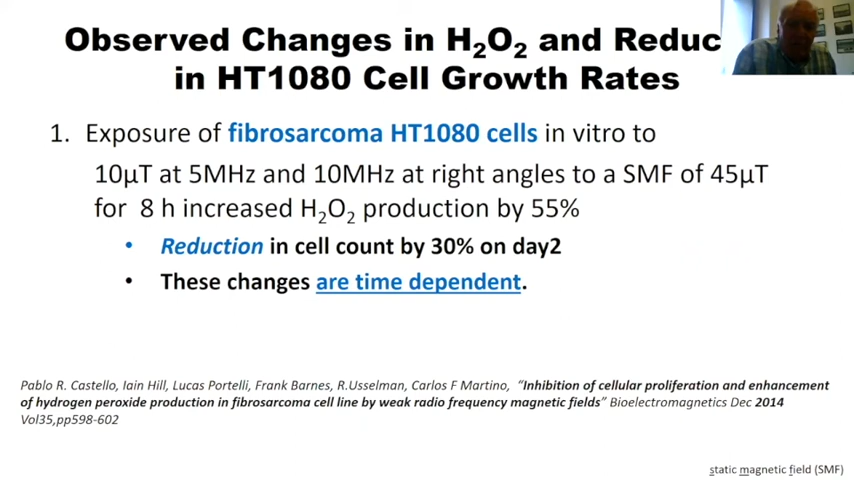 Observed Changes in H₂O₂ and Reduc
in HT1080 Cell Growth Rates
1. Exposure of fibrosarcoma HT1080 cells in vitro to
10µT at 5MHz and 10MHz at right angles to a SMF of 45µT
for 8 h increased H₂O₂ production by 55%
• Reduction in cell count by 30% on day2
• These changes are time dependent.
Pablo R. Castello, Iain Hill, Lucas Portelli, Frank Barnes, R.Usselman, Carlos F Martino, “Inhibition of cellular proliferation and enhancement
of hydrogen peroxide production in fibrosarcoma cell line by weak radio frequency magnetic fields” Bioelectromagnetics Dec 2014
Vol35,pp598-602
static magnetic field (SMF)